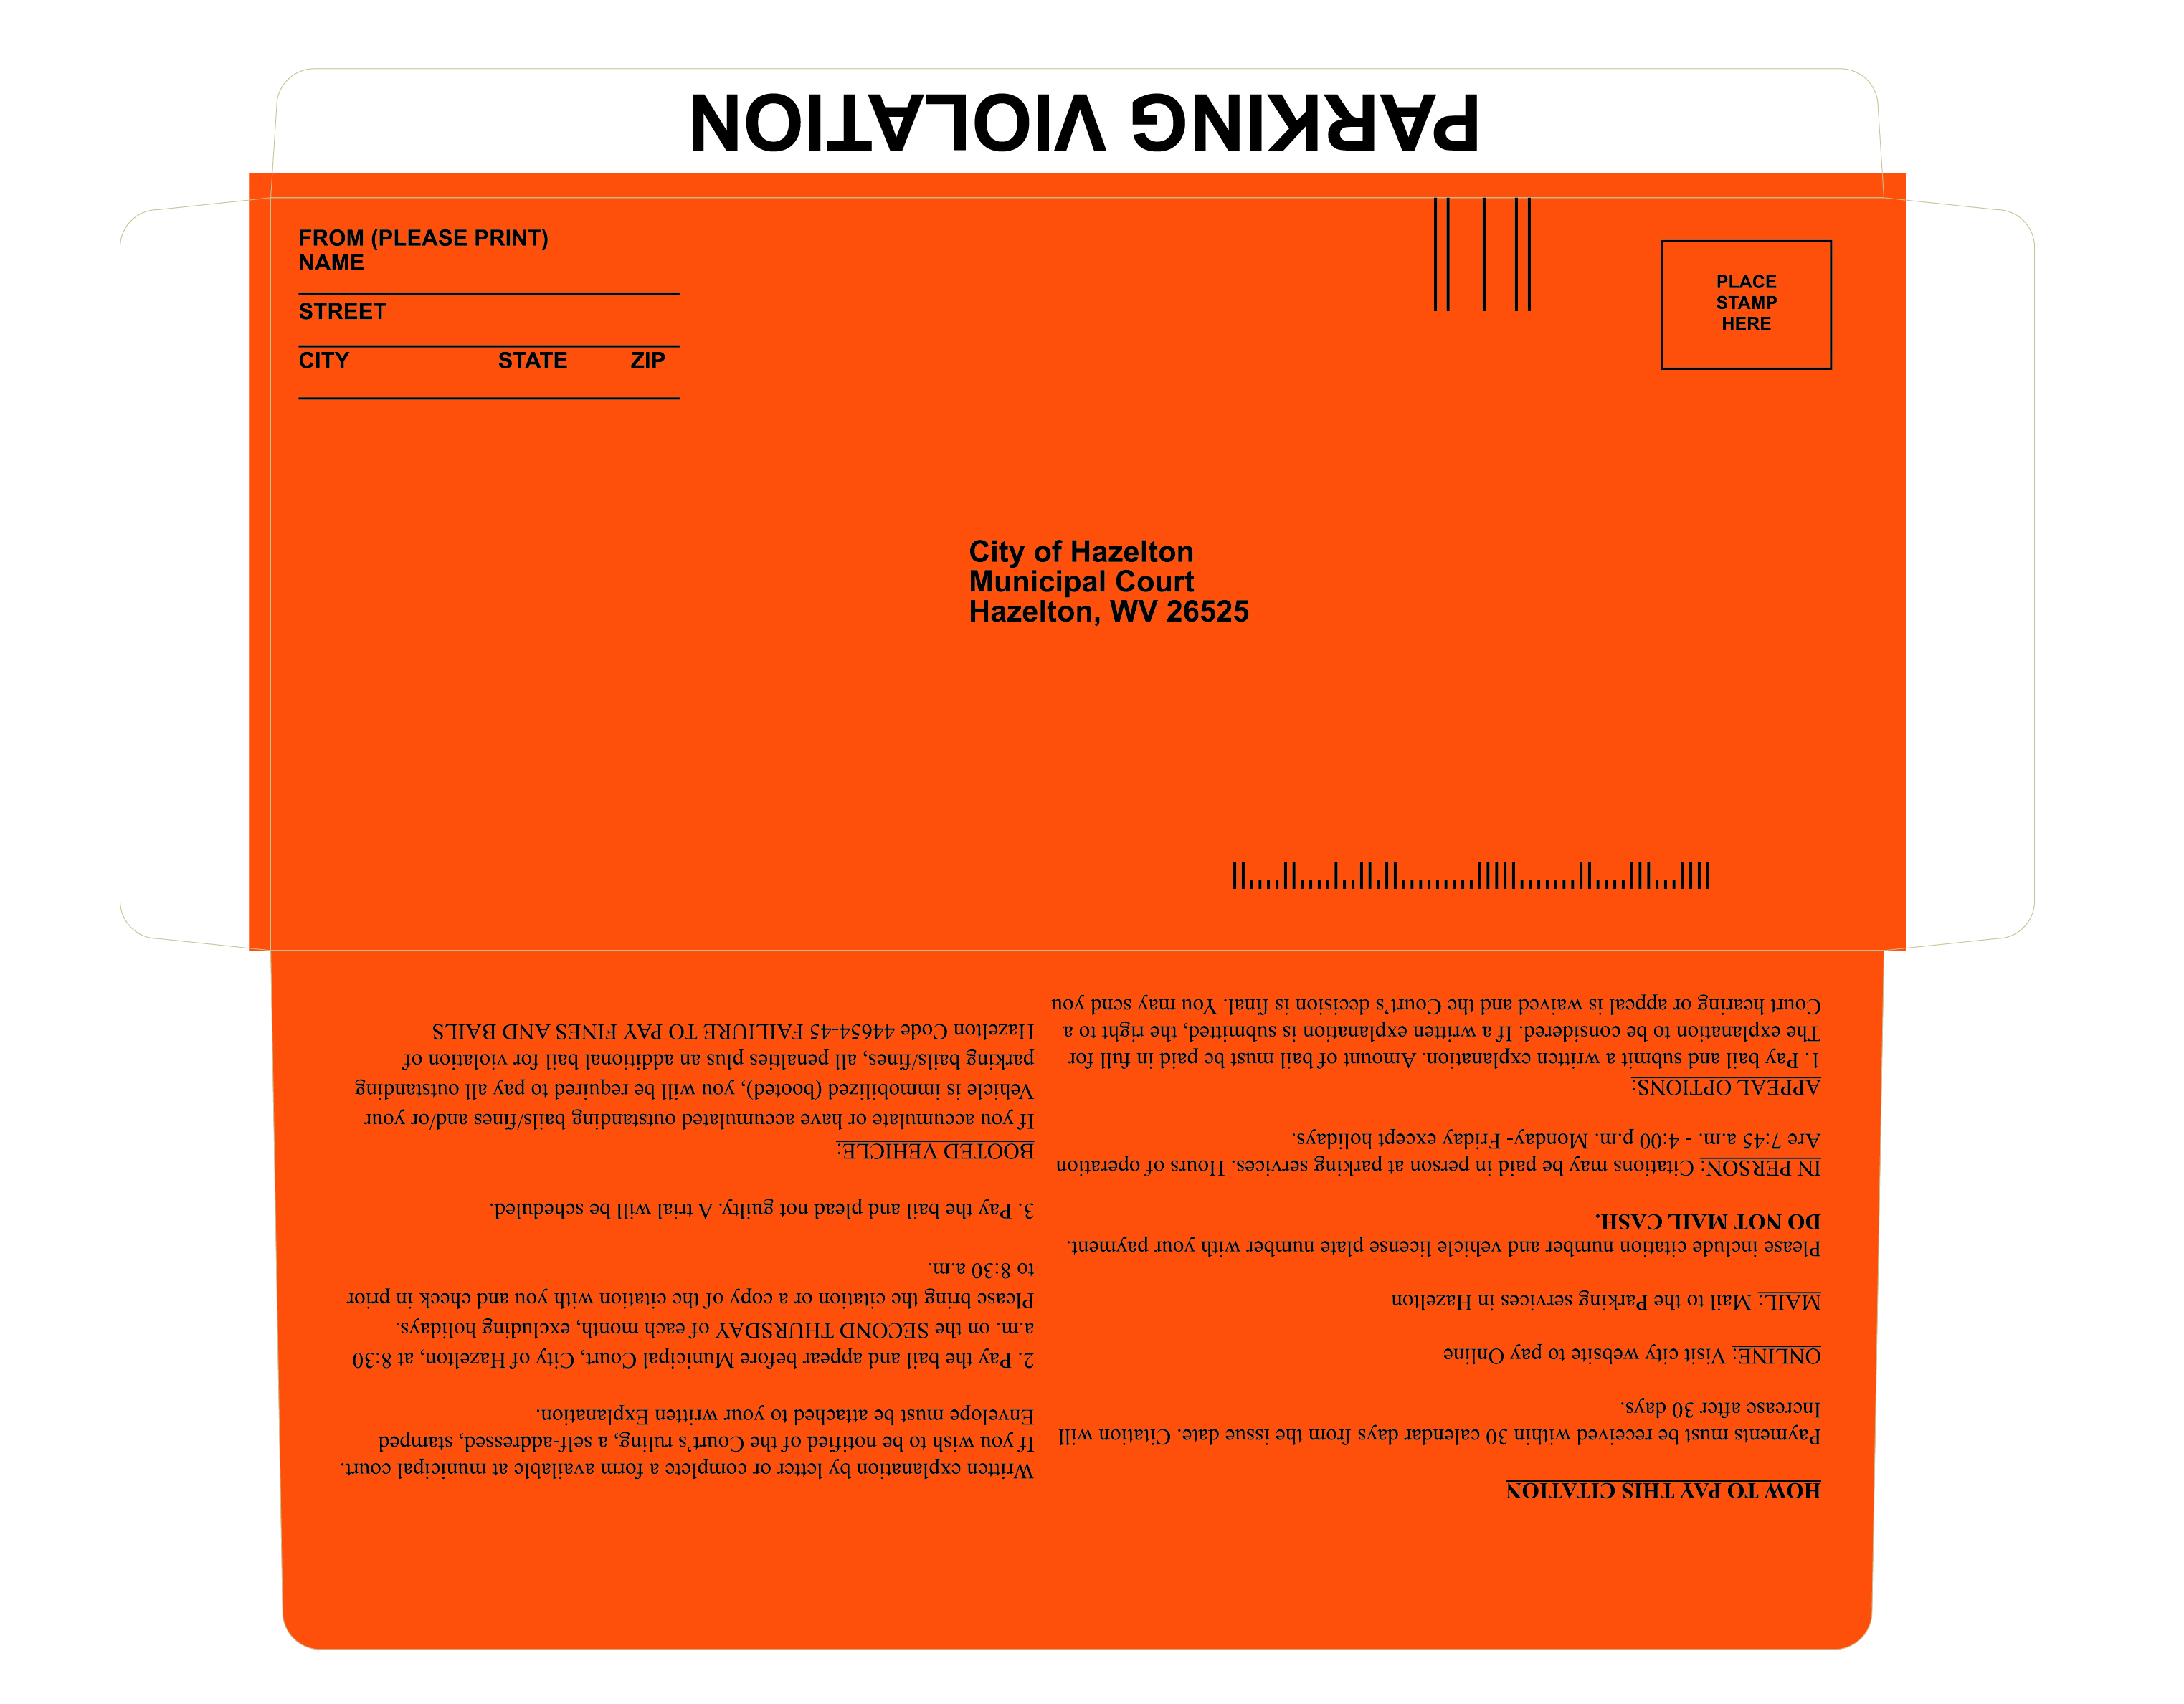 PARKING VIOLATION
FROM (PLEASE PRINT)
NAME
STREET
CITY STATE ZIP
PLACE
STAMP
HERE
City of Hazelton
Municipal Court
Hazelton, WV 26525
HOW TO PAY THIS CITATION
Payments must be received within 30 calendar days from the issue date. Citation will
Increase after 30 days.
ONLINE: Visit city website to pay Online
MAIL: Mail to the Parking services in Hazelton
Please include citation number and vehicle license plate number with your payment.
DO NOT MAIL CASH.
IN PERSON: Citations may be paid in person at parking services. Hours of operation
Are 7:45 a.m. - 4:00 p.m. Monday- Friday except holidays.
APPEAL OPTIONS:
1. Pay bail and submit a written explanation. Amount of bail must be paid in full for
The explanation to be considered. If a written explanation is submitted, the right to a
Court hearing or appeal is waived and the Court's decision is final. You may send you
Written explanation by letter or complete a form available at municipal court.
If you wish to be notified of the Court's ruling, a self-addressed, stamped
Envelope must be attached to your written Explanation.
2. Pay the bail and appear before Municipal Court, City of Hazelton, at 8:30
a.m. on the SECOND THURSDAY of each month, excluding holidays.
Please bring the citation or a copy of the citation with you and check in prior
to 8:30 a.m.
3. Pay the bail and plead not guilty. A trial will be scheduled.
BOOTED VEHICLE:
If you accumulate or have accumulated outstanding bails/fines and/or your
Vehicle is immobilized (booted), you will be required to pay all outstanding
parking bails/fines, all penalties plus an additional bail for violation of
Hazelton Code 44654-45 FAILIURE TO PAY FINES AND BAILS